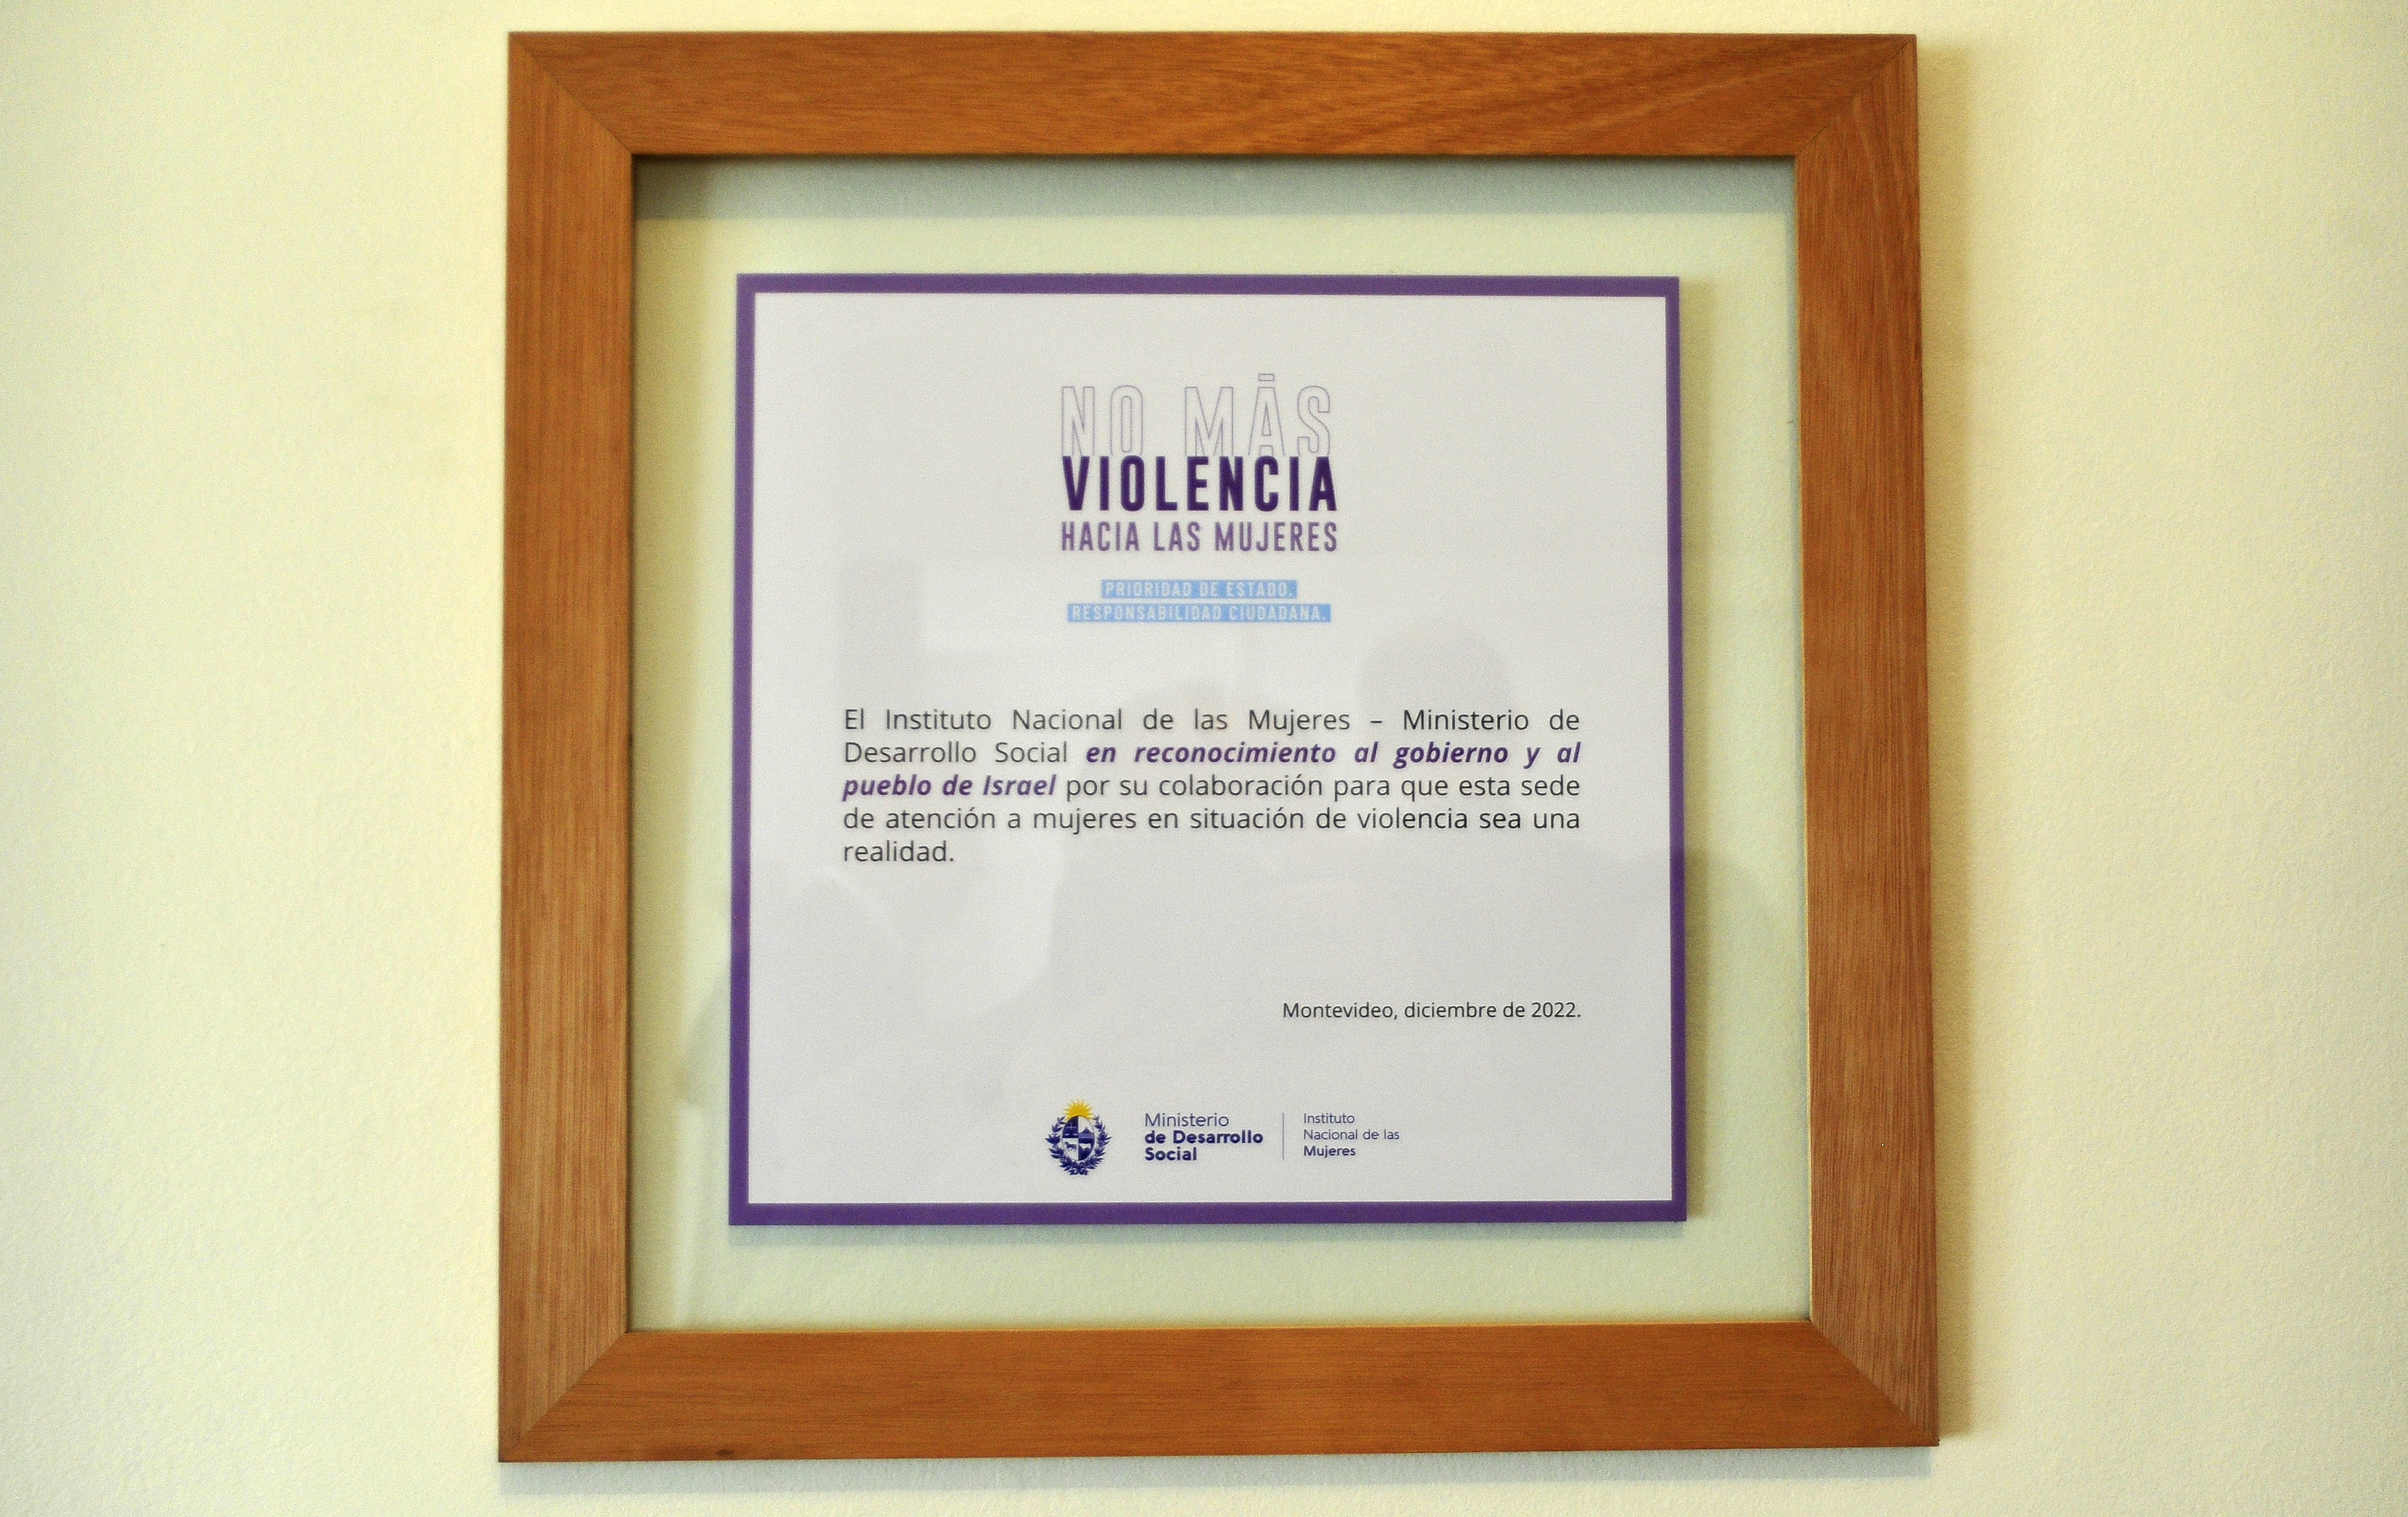 NO MÁS
VIOLENCIA
HACIA LAS MUJERES
PRIORIDAD DE ESTADO.
RESPONSABILIDAD CIUDADANA.
El Instituto Nacional de las Mujeres – Ministerio de
Desarrollo Social en reconocimiento al gobierno y al
pueblo de Israel por su colaboración para que esta sede
de atención a mujeres en situación de violencia sea una
realidad.
Montevideo, diciembre de 2022.
Ministerio
de Desarrollo
Social
Instituto
Nacional de las
Mujeres